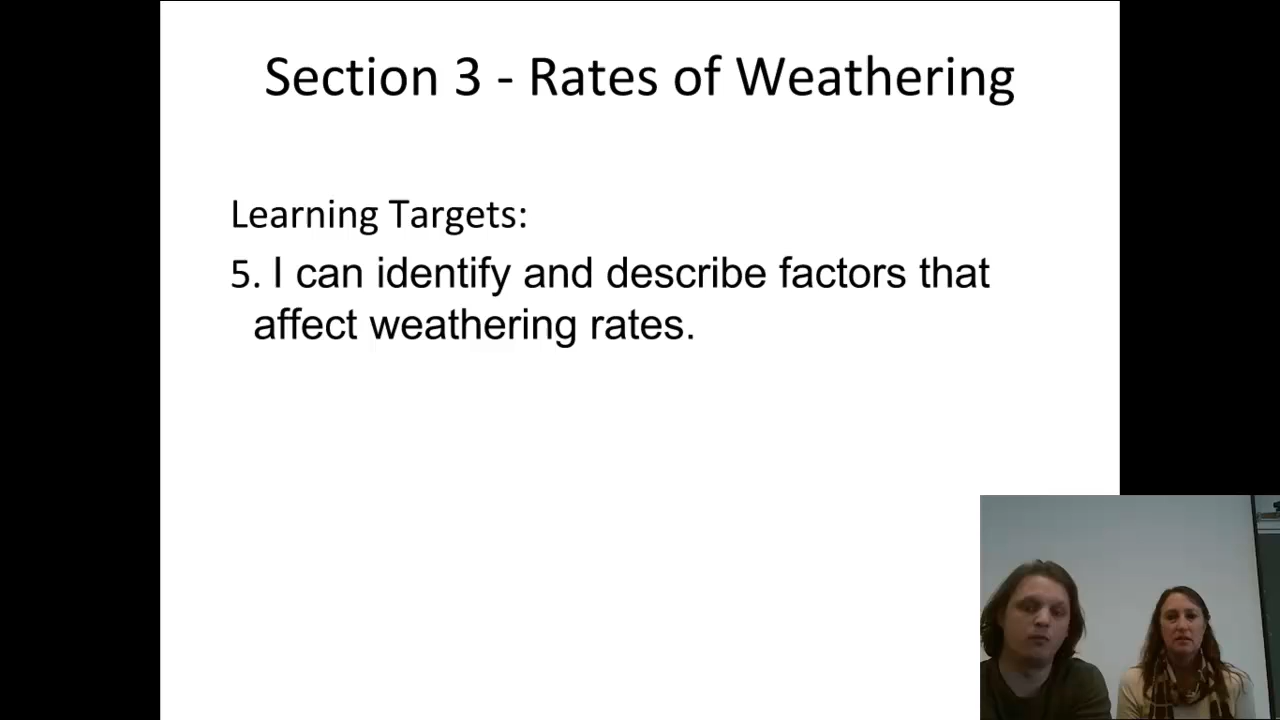 Section 3 - Rates of Weathering
Learning Targets:
5. I can identify and describe factors that
affect weathering rates.